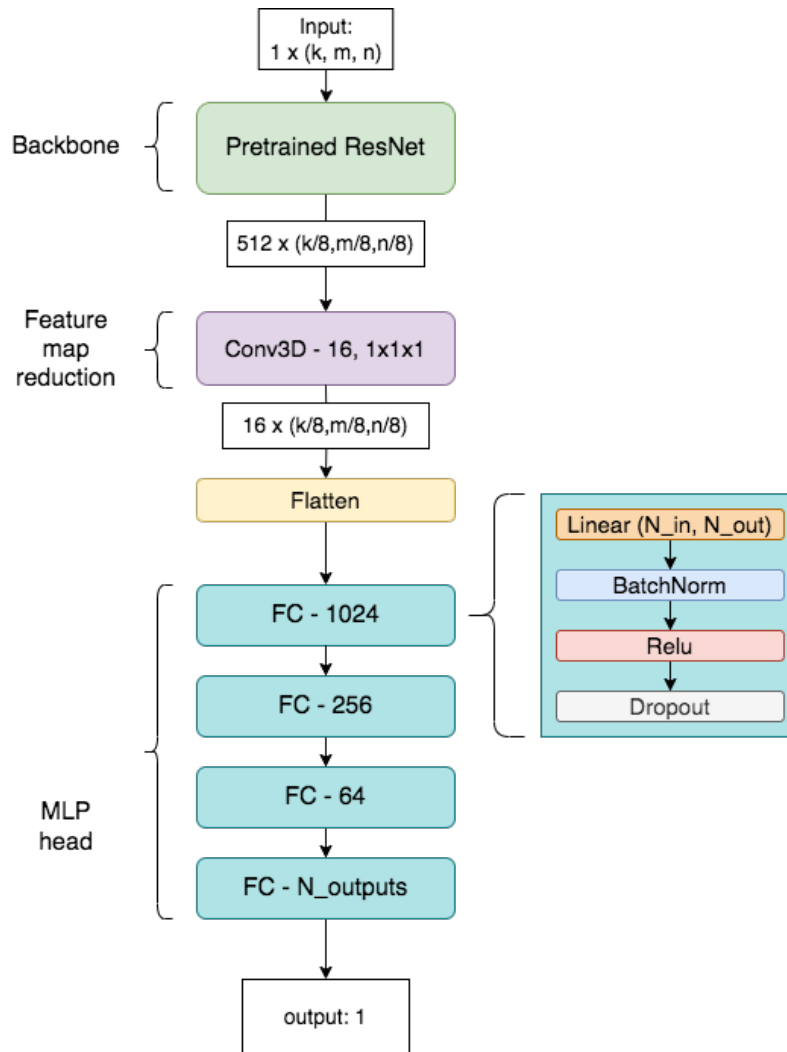 Input:
1 x (k, m, n)
Backbone
Pretrained ResNet
512 x (k/8,m/8,n/8)
Feature
map
reduction
Conv3D - 16, 1x1x1
16 x (k/8,m/8,n/8)
Flatten
Linear (N_in, N_out)
BatchNorm
Relu
Dropout
MLP
head
FC - 1024
FC - 256
FC - 64
FC - N_outputs
output: 1